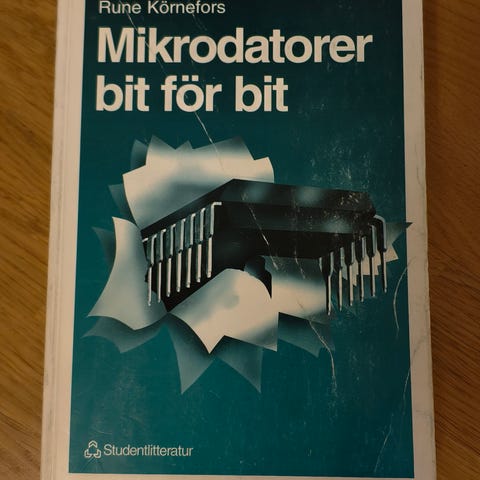 Rune Körnefors
Mikrodatorer
bit för bit
Studentlitteratur